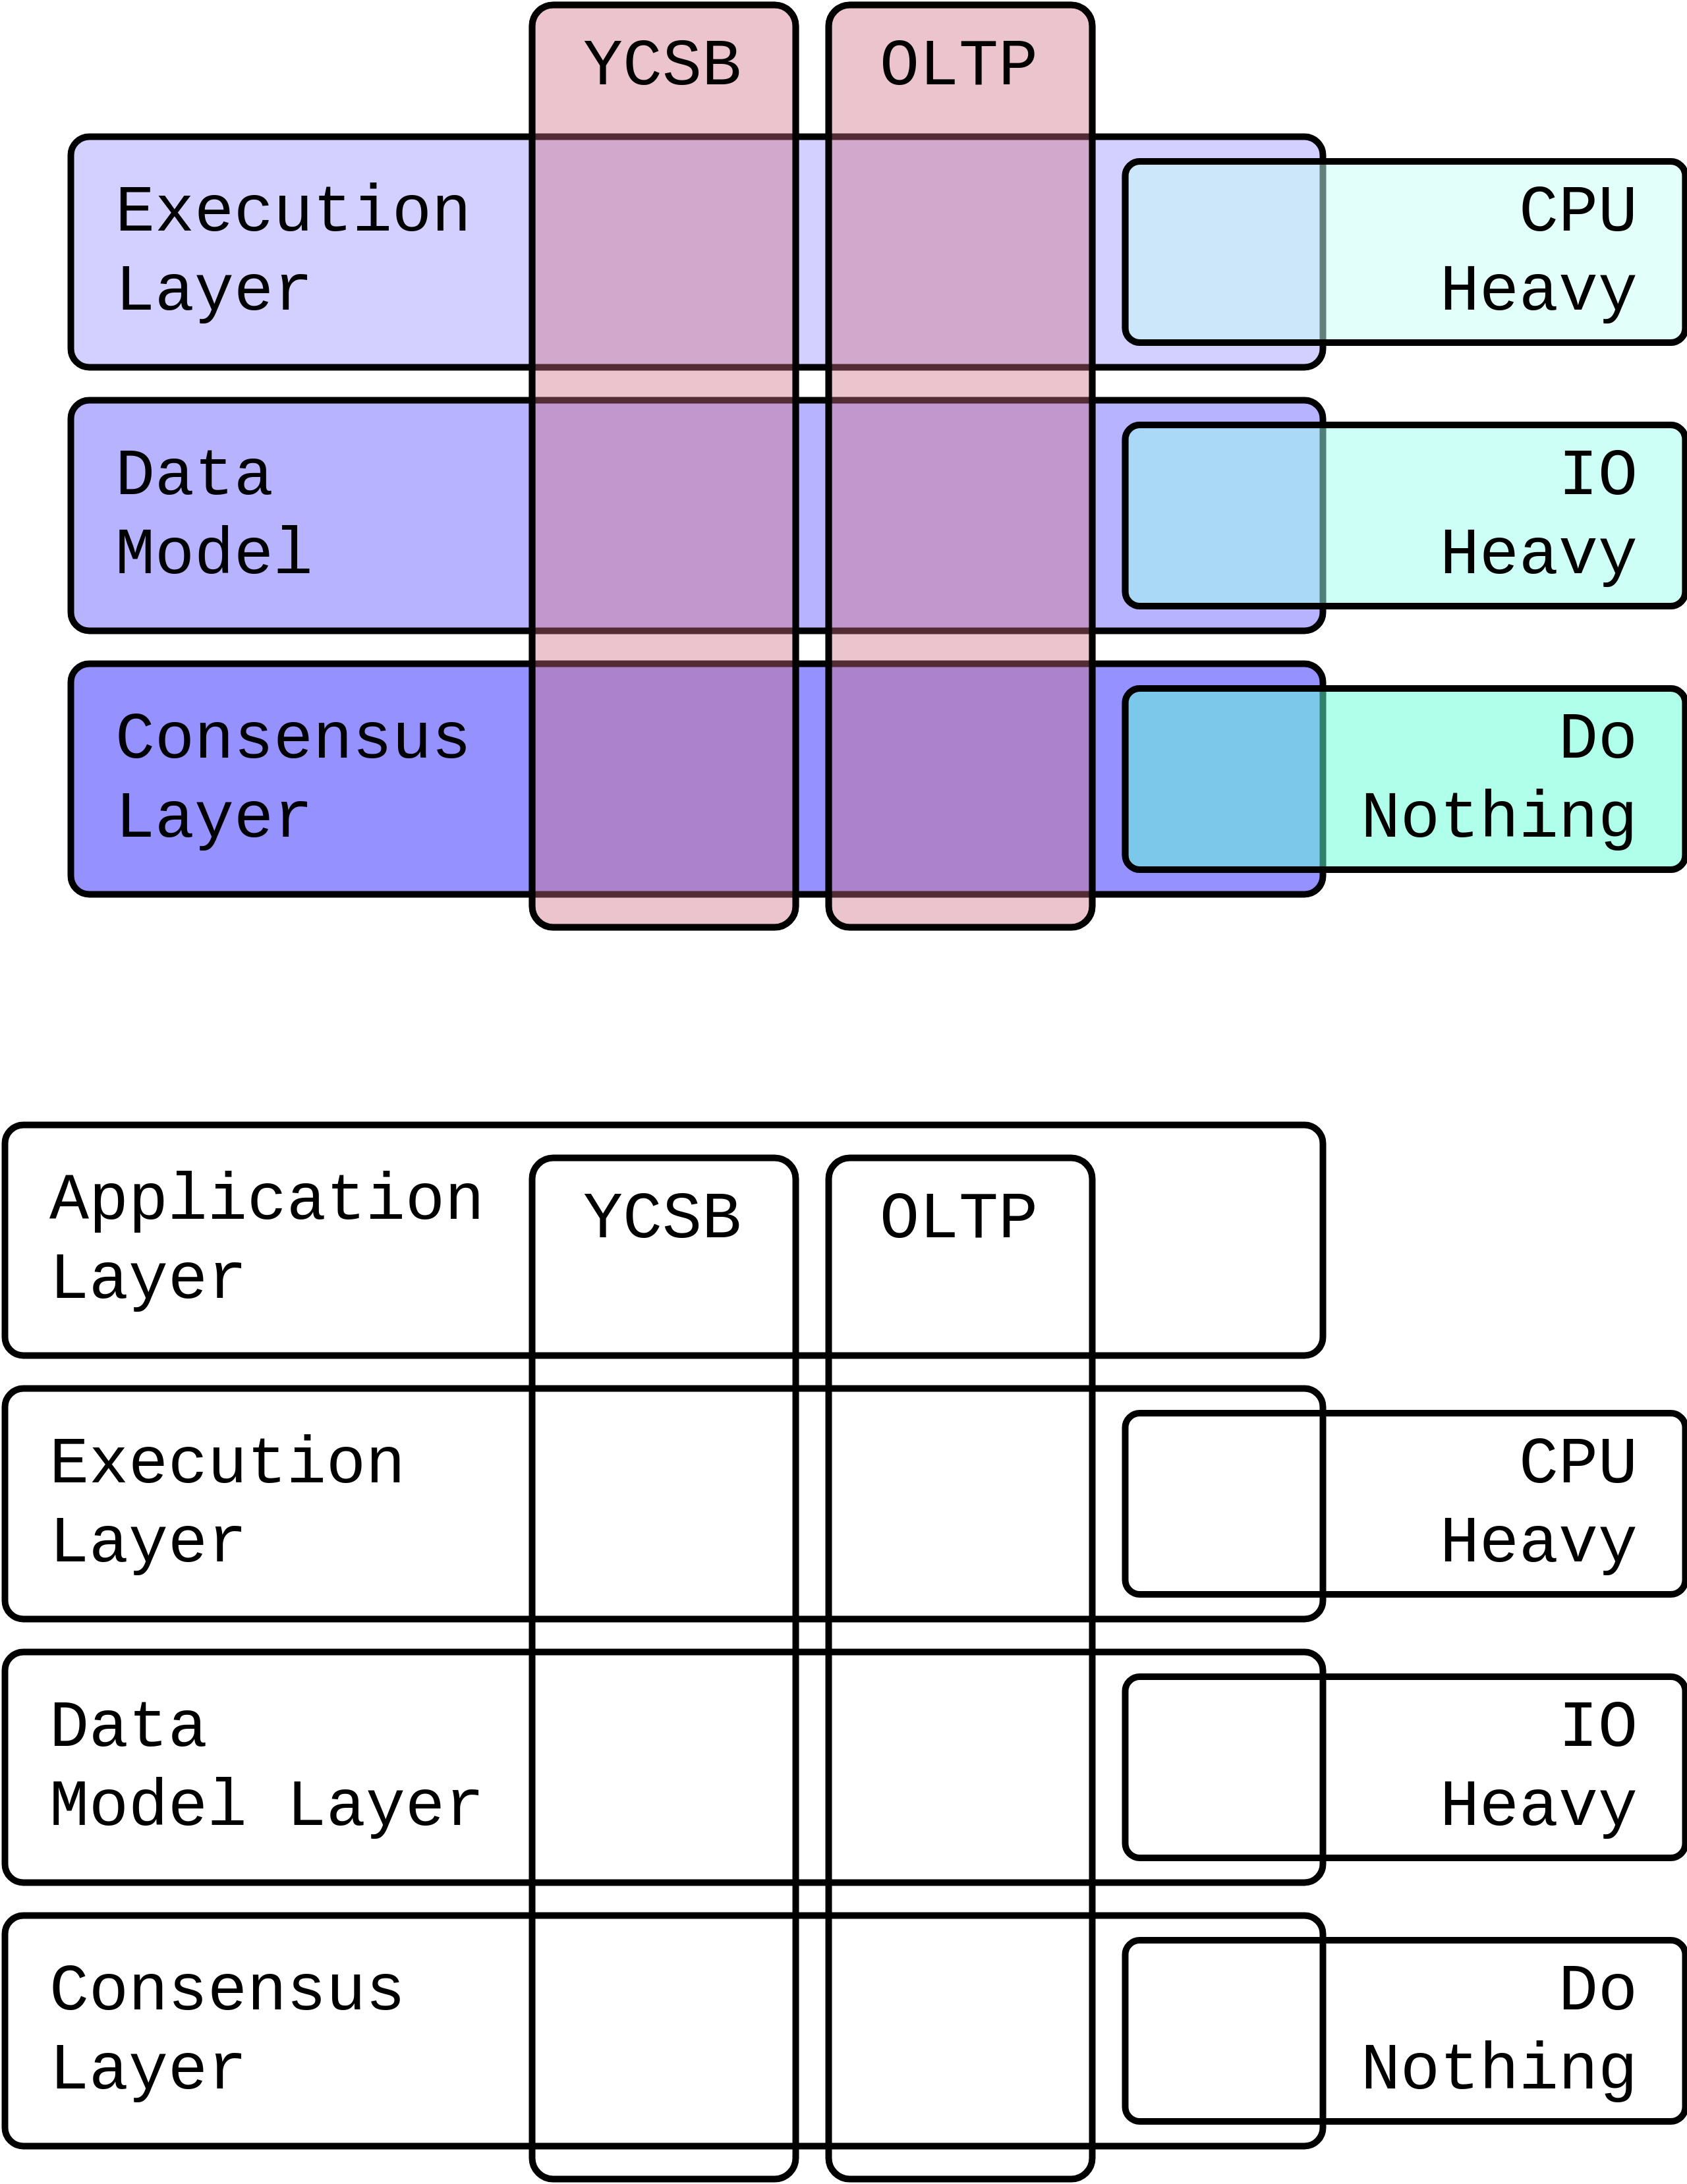 YCSB
OLTP
Execution
Layer
CPU
Heavy
Data
Model
IO
Heavy
Consensus
Layer
Do
Nothing
Application
Layer
YCSB
OLTP
Execution
Layer
CPU
Heavy
Data
Model Layer
IO
Heavy
Consensus
Layer
Do
Nothing